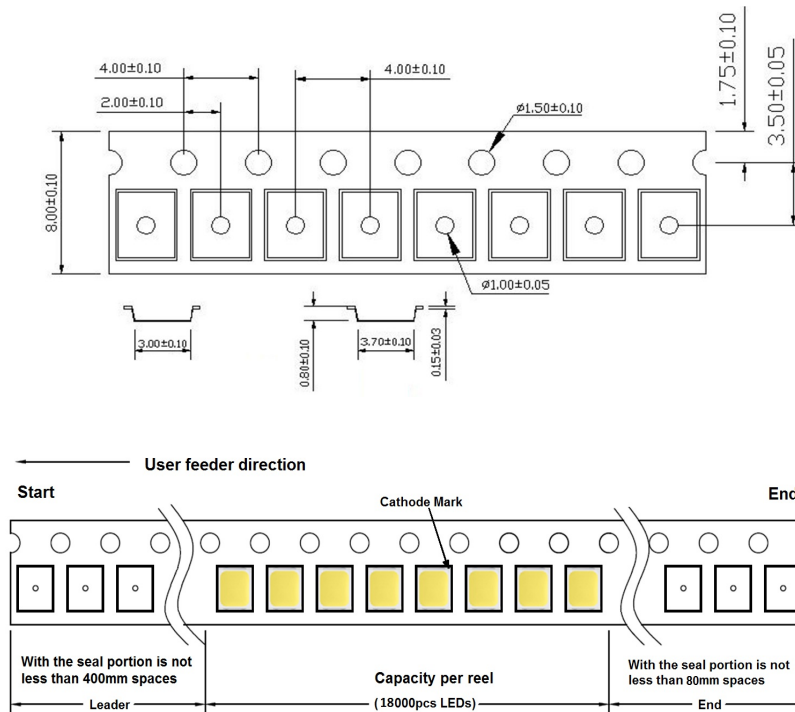 4.00±0.10
4.00±0.10
2.00±0.10
ø1.50±0.10
1.75±0.10
3.50±0.05
8.00±0.10
ø1.00±0.05
3.00±0.10
0.80±0.10
3.70±0.10
0.15±0.03
User feeder direction
Start
End
Cathode Mark
With the seal portion is not
less than 400mm spaces
Capacity per reel
With the seal portion is not
less than 80mm spaces
Leader
(18000pcs LEDs)
End